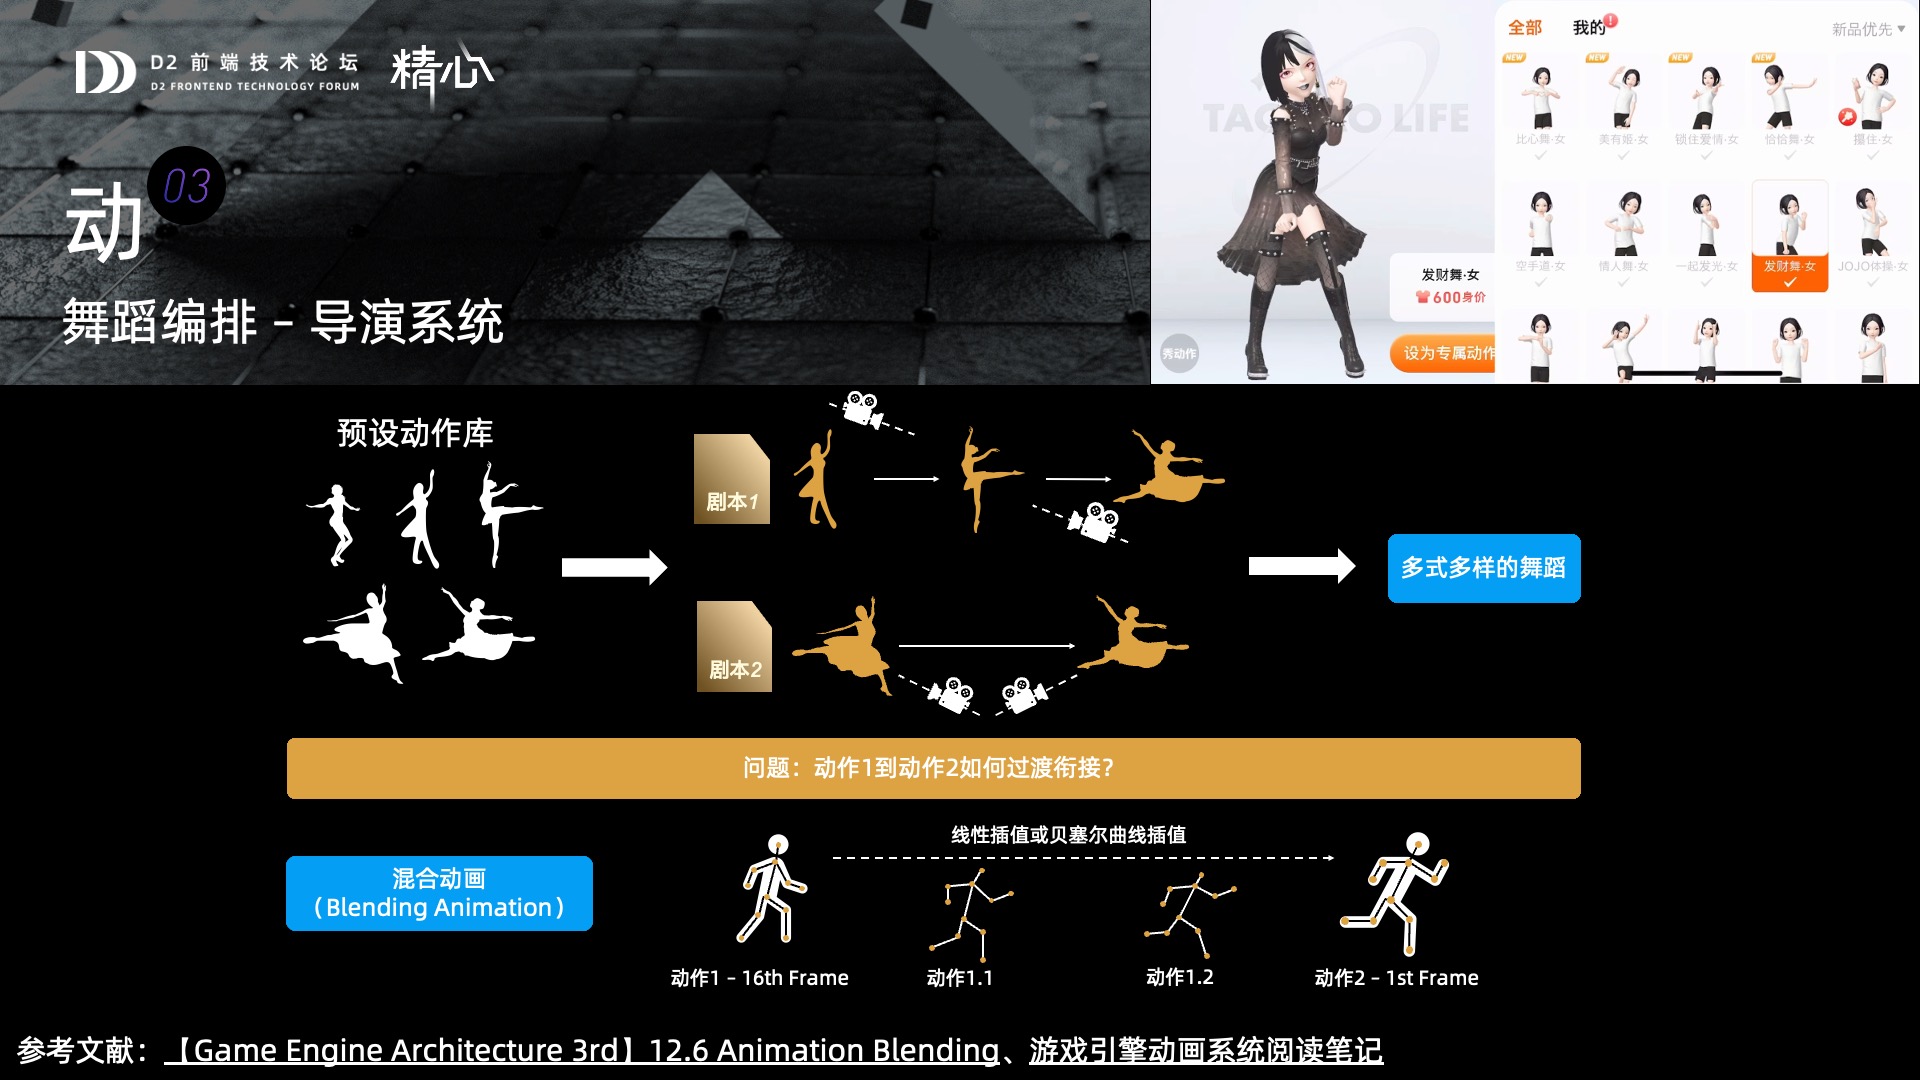 D2 前端技术论坛
D2 FRONTEND TECHNOLOGY FORUM
精心
动
03
舞蹈编排 – 导演系统
秀动作
发财舞·女
600身价
设为专属动作
全部
我的
!
新品优先
NEW
NEW
NEW
NEW
比心舞·女
美有姬·女
锁住爱情·女
恰恰舞·女
攥住·女
空手道·女
情人舞·女
一起发光·女
发财舞·女
JOJO体操·女
预设动作库
剧本1
剧本2
多式多样的舞蹈
问题：动作1到动作2如何过渡衔接？
混合动画
（Blending Animation）
线性插值或贝塞尔曲线插值
动作1 – 16th Frame
动作1.1
动作1.2
动作2 – 1st Frame
参考文献：【Game Engine Architecture 3rd】12.6 Animation Blending、游戏引擎动画系统阅读笔记